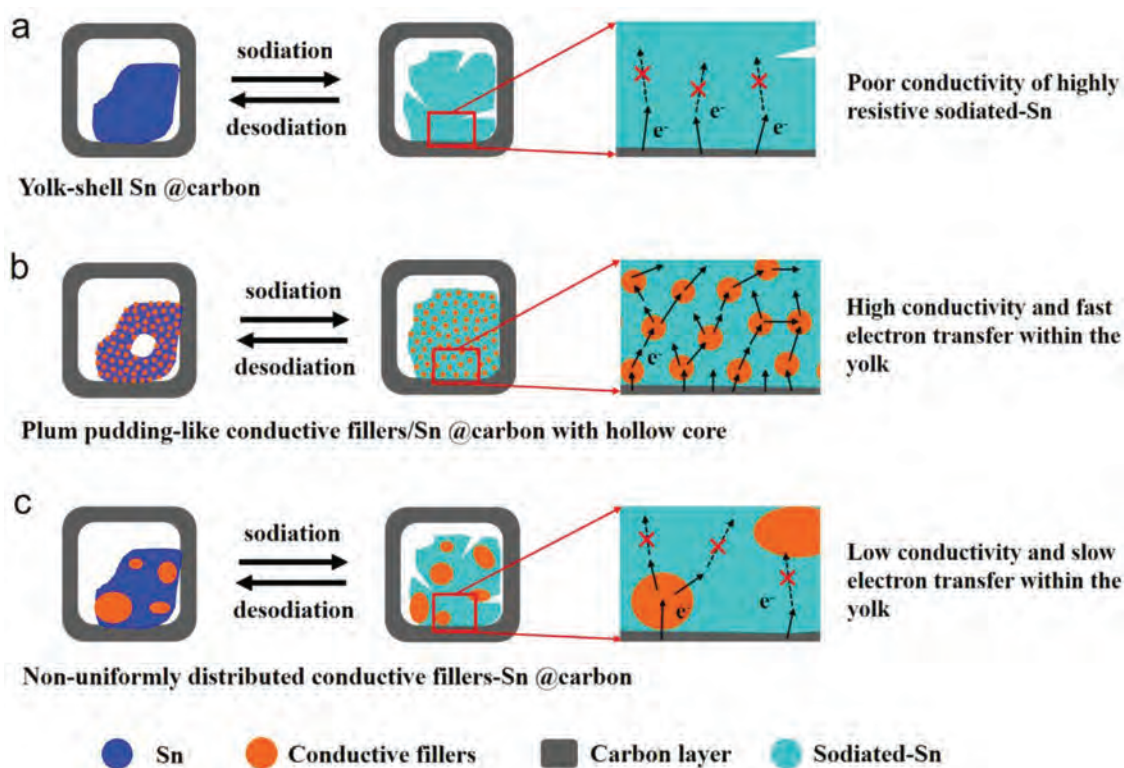 a
sodiation
desodiation
e-
e-
e-
Poor conductivity of highly
resistive sodiated-Sn
Yolk-shell Sn @carbon
b
sodiation
desodiation
e-
High conductivity and fast
electron transfer within the
yolk
Plum pudding-like conductive fillers/Sn @carbon with hollow core
c
sodiation
desodiation
e-
e-
Low conductivity and slow
electron transfer within the
yolk
Non-uniformly distributed conductive fillers-Sn @carbon
Sn
Conductive fillers
Carbon layer
Sodiated-Sn